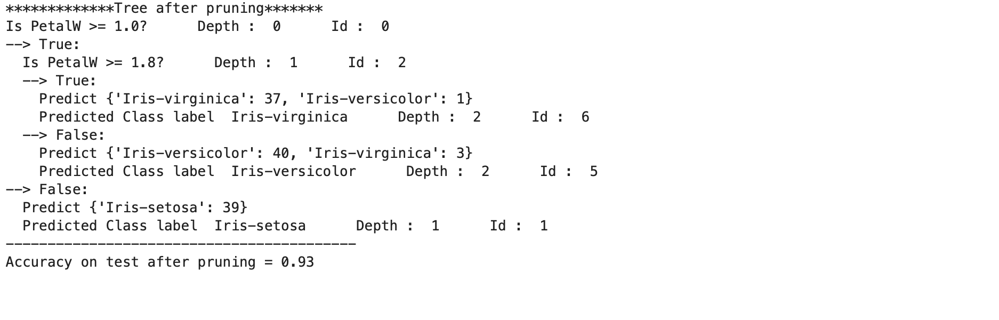 *************Tree after pruning*******
Is PetalW >= 1.0?      Depth :  0      Id :  0
--> True:
  Is PetalW >= 1.8?      Depth :  1      Id :  2
  --> True:
    Predict {'Iris-virginica': 37, 'Iris-versicolor': 1}
    Predicted Class label  Iris-virginica      Depth :  2      Id :  6
  --> False:
    Predict {'Iris-versicolor': 40, 'Iris-virginica': 3}
    Predicted Class label  Iris-versicolor      Depth :  2      Id :  5
--> False:
  Predict {'Iris-setosa': 39}
  Predicted Class label  Iris-setosa      Depth :  1      Id :  1
------------------------------------------
Accuracy on test after pruning = 0.93